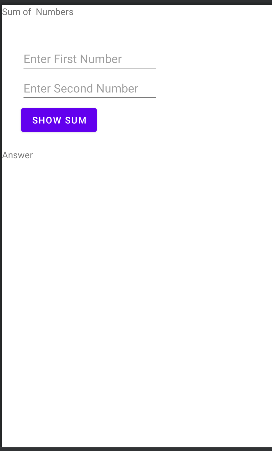 Sum of  Numbers
Enter First Number
Enter Second Number
SHOW SUM
Answer